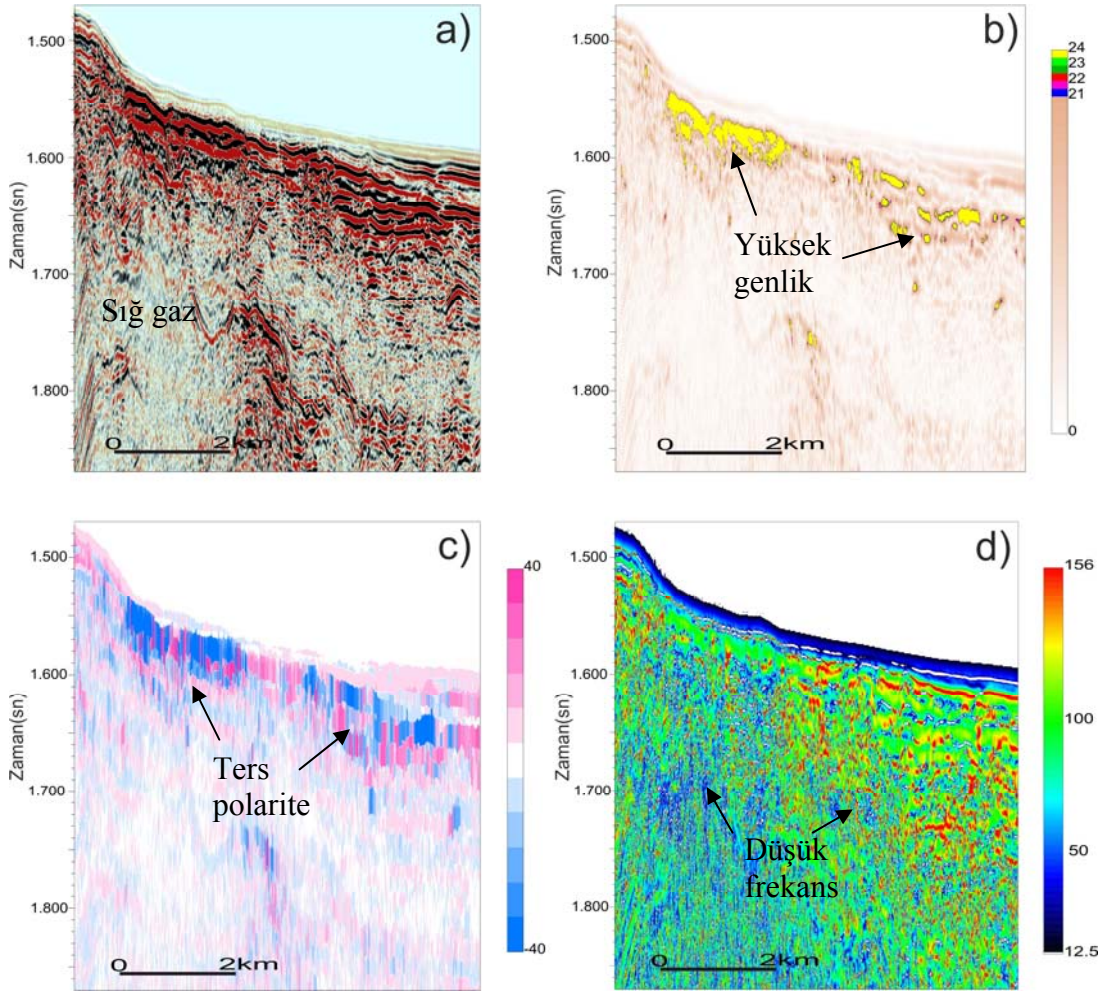 a)
1.500
1.600
1.700
1.800
Zaman(sn)
Sığ gaz
0
2km
b)
1.500
1.600
1.700
1.800
Zaman(sn)
Yüksek
genlik
0
2km
24
23
22
21
0
c)
1.500
1.600
1.700
1.800
Zaman(sn)
Ters
polarite
0
2km
40
-40
d)
1.500
1.600
1.700
1.800
Zaman(sn)
Düşük
frekans
0
2km
156
100
50
12.5